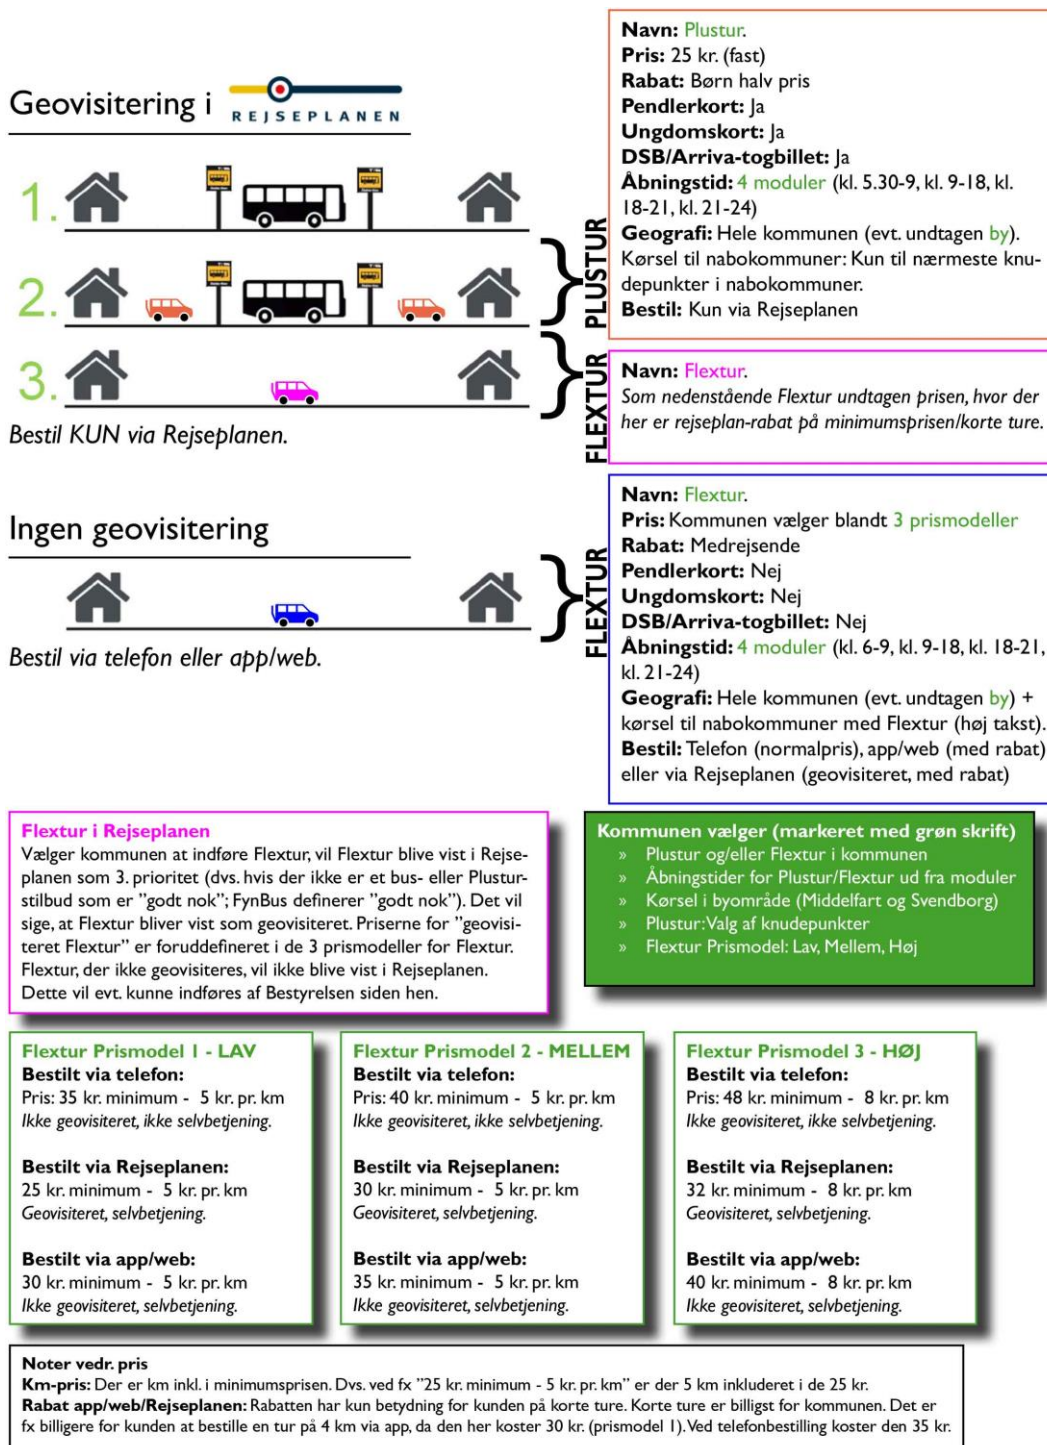 Geovisitering i
REJSEPLANEN
1.
2.
3.
PLUSTUR
FLEXTUR
Bestil KUN via Rejseplanen.
Navn: Plustur.
Pris: 25 kr. (fast)
Rabat: Børn halv pris
Pendlerkort: Ja
Ungdomskort: Ja
DSB/Arriva-togbillet: Ja
Åbningstid: 4 moduler (kl. 5.30-9, kl. 9-18, kl.
18-21, kl. 21-24)
Geografi: Hele kommunen (evt. undtagen by).
Kørsel til nabokommuner: Kun til nærmeste knu-
depunkter i nabokommuner.
Bestil: Kun via Rejseplanen
Navn: Flextur.
Som nedenstående Flextur undtagen prisen, hvor der
her er rejseplan-rabat på minimumsprisen/korte ture.
Ingen geovisitering
FLEXTUR
Bestil via telefon eller app/web.
Navn: Flextur.
Pris: Kommunen vælger blandt 3 prismodeller
Rabat: Medrejsende
Pendlerkort: Nej
Ungdomskort: Nej
DSB/Arriva-togbillet: Nej
Åbningstid: 4 moduler (kl. 6-9, kl. 9-18, kl. 18-21,
kl. 21-24)
Geografi: Hele kommunen (evt. undtagen by) +
kørsel til nabokommuner med Flextur (høj takst).
Bestil: Telefon (normalpris), app/web (med rabat)
eller via Rejseplanen (geovisiteret, med rabat)
Flextur i Rejseplanen
Vælger kommunen at indføre Flextur, vil Flextur blive vist i Rejse-
planen som 3. prioritet (dvs. hvis der ikke er et bus- eller Plustur-
stilbud som er ”godt nok”; FynBus definerer ”godt nok”). Det vil
sige, at Flextur bliver vist som geovisiteret. Priserne for ”geovisi-
teret Flextur” er foruddefineret i de 3 prismodeller for Flextur.
Flextur, der ikke geovisiteres, vil ikke blive vist i Rejseplanen.
Dette vil evt. kunne indføres af Bestyrelsen siden hen.
Kommunen vælger (markeret med grøn skrift)
» Plustur og/eller Flextur i kommunen
» Åbningstider for Plustur/Flextur ud fra moduler
» Kørsel i byområde (Middelfart og Svendborg)
» Plustur: Valg af knudepunkter
» Flextur Prismodel: Lav, Mellem, Høj
Flextur Prismodel 1 - LAV
Bestilt via telefon:
Pris: 35 kr. minimum - 5 kr. pr. km
Ikke geovisiteret, ikke selvbetjening.
Bestilt via Rejseplanen:
25 kr. minimum - 5 kr. pr. km
Geovisiteret, selvbetjening.
Bestilt via app/web:
30 kr. minimum - 5 kr. pr. km
Ikke geovisiteret, selvbetjening.
Flextur Prismodel 2 - MELLEM
Bestilt via telefon:
Pris: 40 kr. minimum - 5 kr. pr. km
Ikke geovisiteret, ikke selvbetjening.
Bestilt via Rejseplanen:
30 kr. minimum - 5 kr. pr. km
Geovisiteret, selvbetjening.
Bestilt via app/web:
35 kr. minimum - 5 kr. pr. km
Ikke geovisiteret, selvbetjening.
Flextur Prismodel 3 - HØJ
Bestilt via telefon:
Pris: 48 kr. minimum - 8 kr. pr. km
Ikke geovisiteret, ikke selvbetjening.
Bestilt via Rejseplanen:
32 kr. minimum - 8 kr. pr. km
Geovisiteret, selvbetjening.
Bestilt via app/web:
40 kr. minimum - 8 kr. pr. km
Ikke geovisiteret, selvbetjening.
Noter vedr. pris
Km-pris: Der er km inkl. i minimumsprisen. Dvs. ved fx ”25 kr. minimum - 5 kr. pr. km” er der 5 km inkluderet i de 25 kr.
Rabat app/web/Rejseplanen: Rabatten har kun betydning for kunden på korte ture. Korte ture er billigst for kommunen. Det er
fx billigere for kunden at bestille en tur på 4 km via app, da den her koster 30 kr. (prismodel 1). Ved telefonbestilling koster den 35 kr.